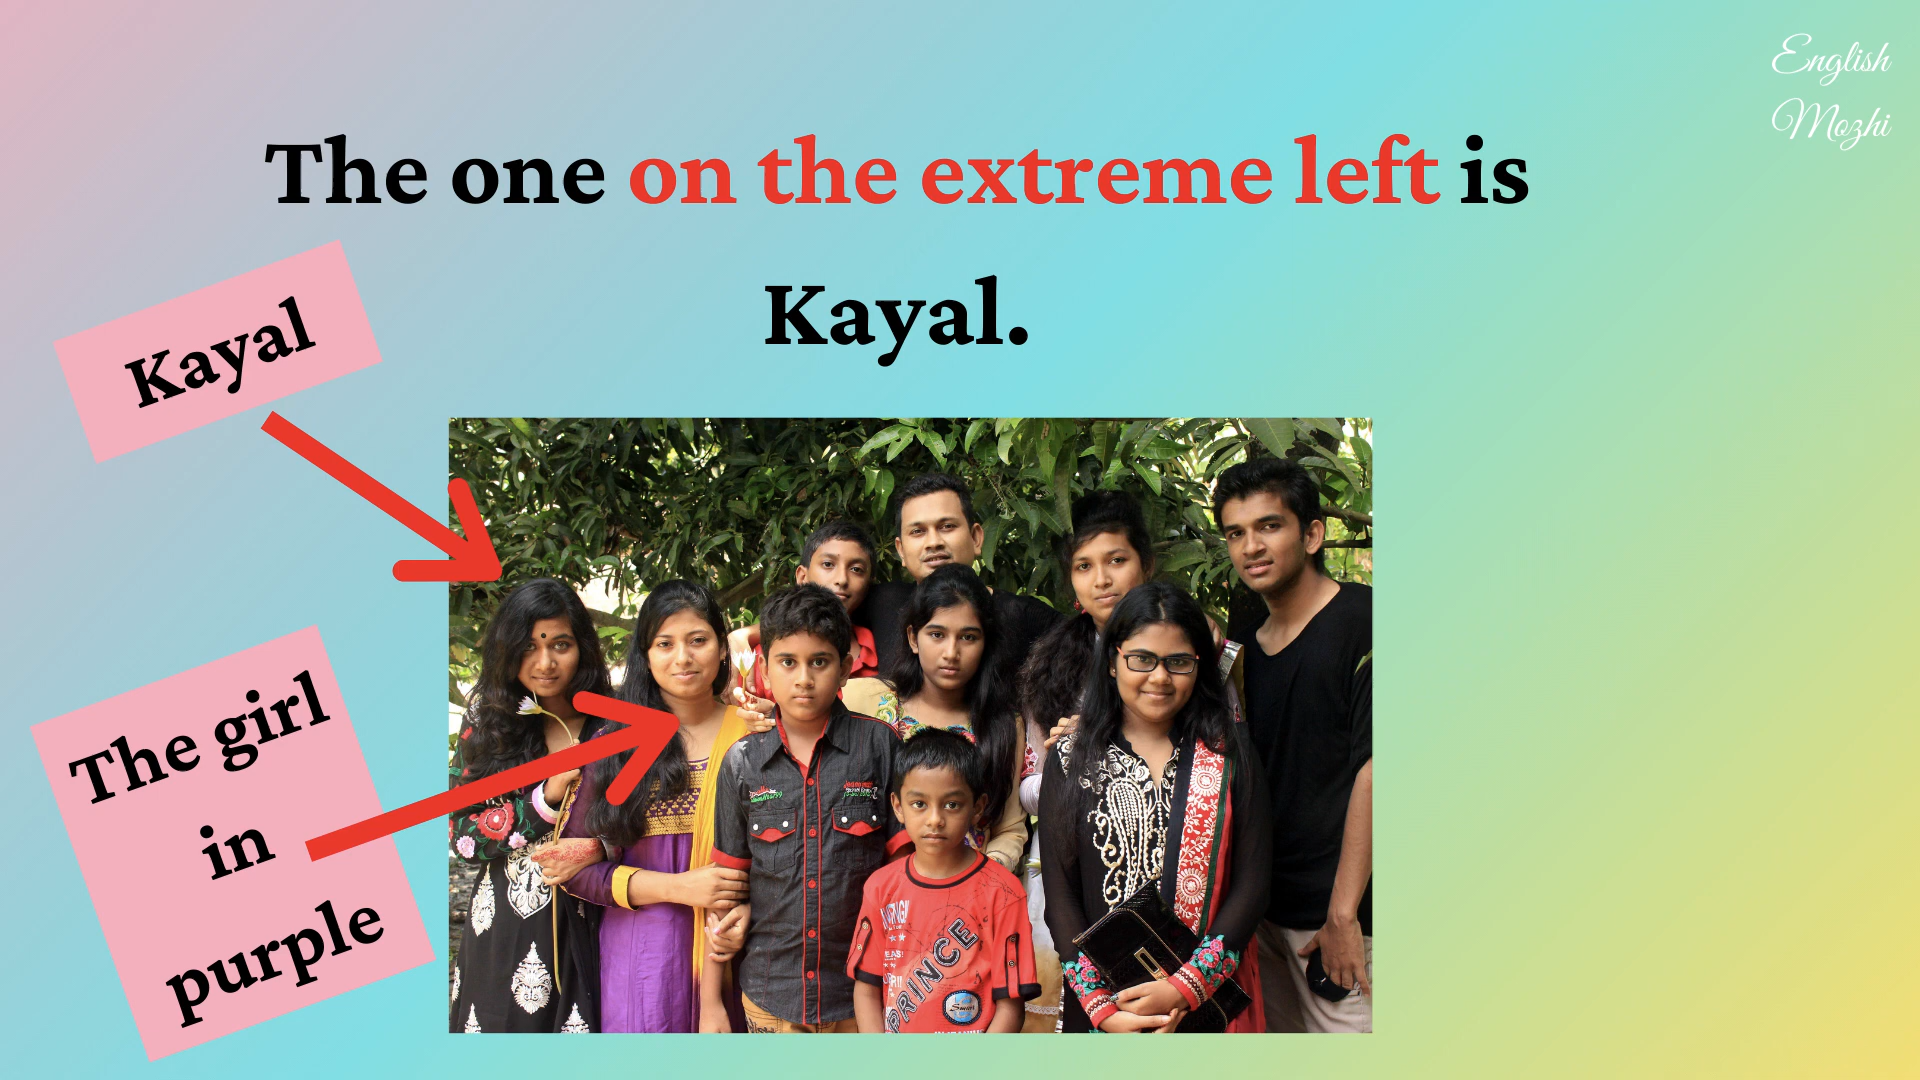 English
Mozhi
The one on the extreme left is
Kayal.
Kayal
The girl
in
purple
PRINCE